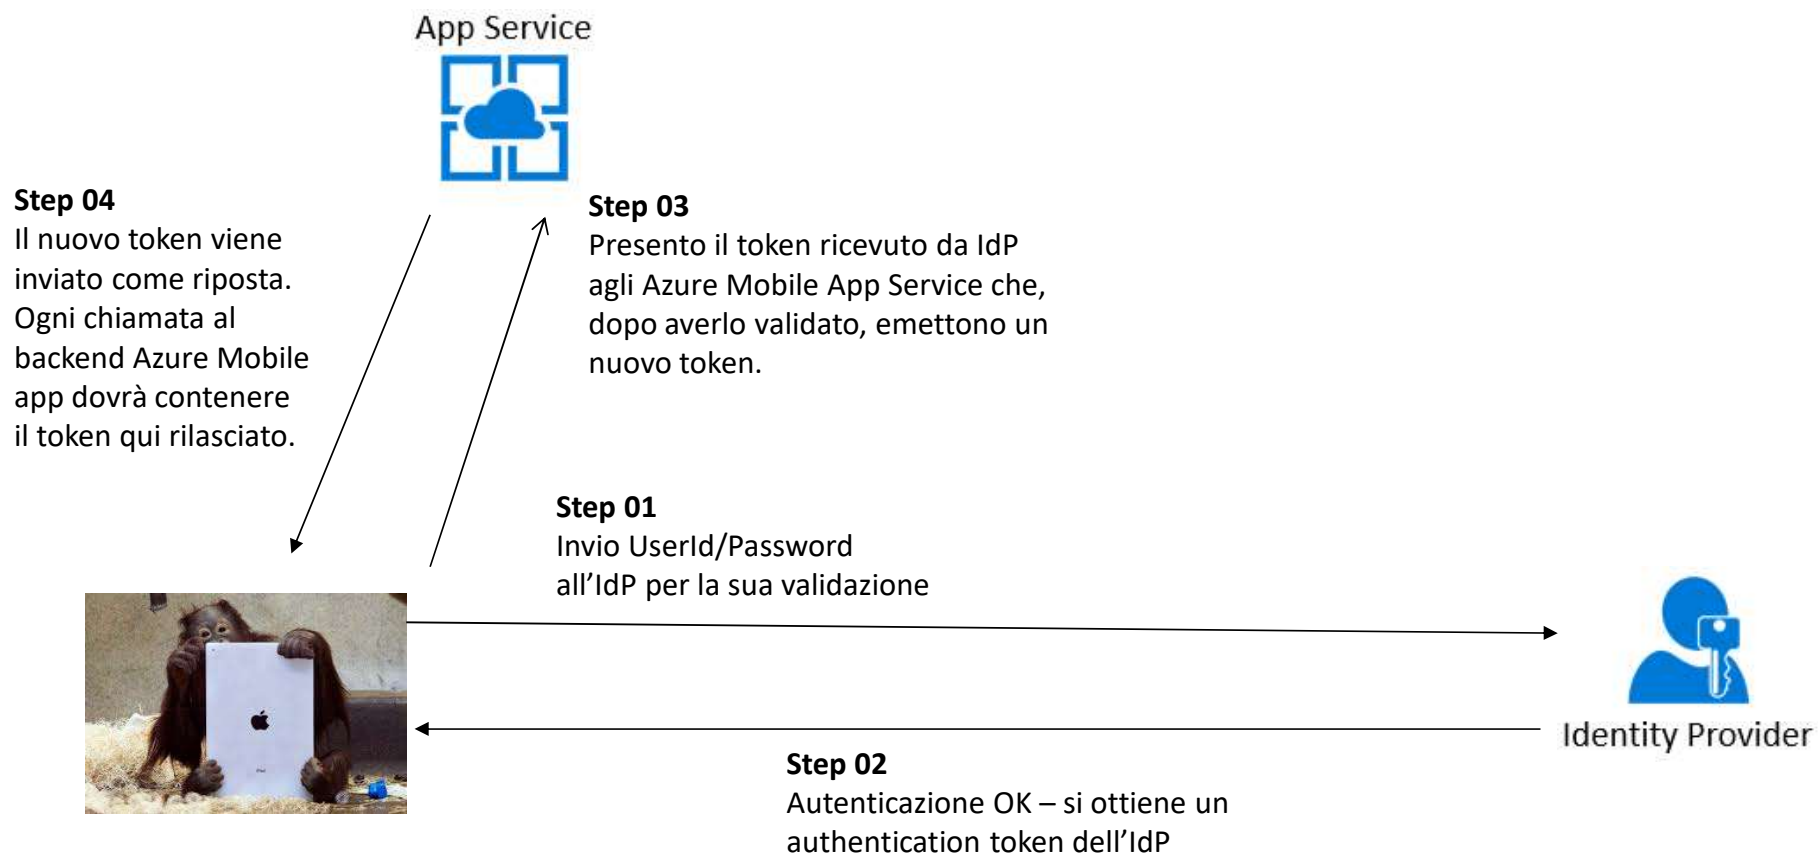 App Service
Step 04
Il nuovo token viene
inviato come riposta.
Ogni chiamata al
backend Azure Mobile
app dovrà contenere
il token qui rilasciato.
Step 03
Presento il token ricevuto da IdP
agli Azure Mobile App Service che,
dopo averlo validato, emettono un
nuovo token.
Step 01
Invio UserId/Password
all’IdP per la sua validazione
Identity Provider
Step 02
Autenticazione OK – si ottiene un
authentication token dell’IdP